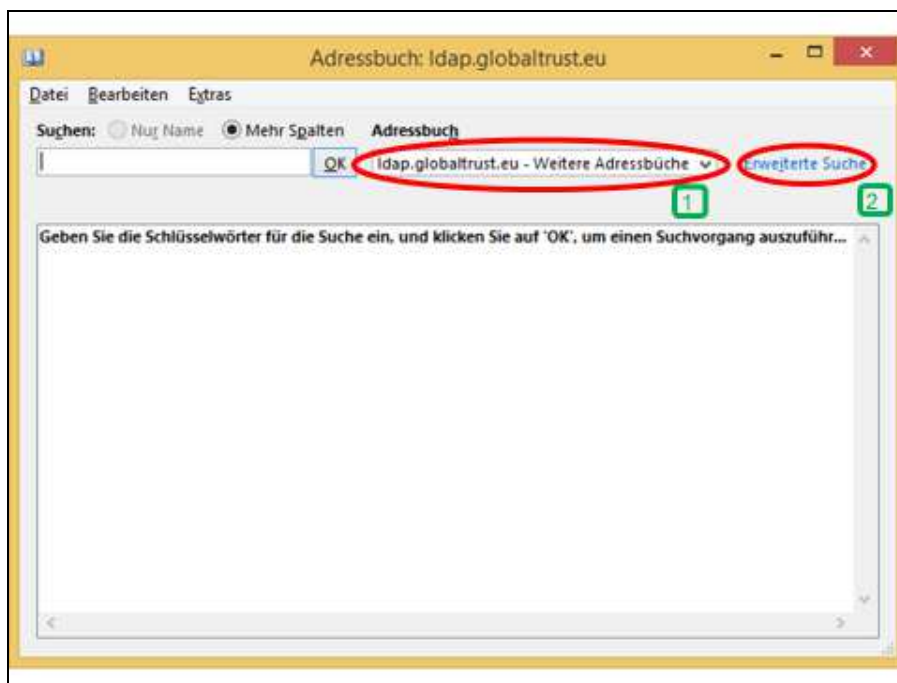 Adressbuch: ldap.globaltrust.eu
Datei Bearbeiten Extras
Suchen: Nur Name Mehr Spalten Adressbuch
OK ldap.globaltrust.eu - Weitere Adressbüche Erweiterte Suche
1 2
Geben Sie die Schlüsselwörter für die Suche ein, und klicken Sie auf 'OK', um einen Suchvorgang auszuführ...